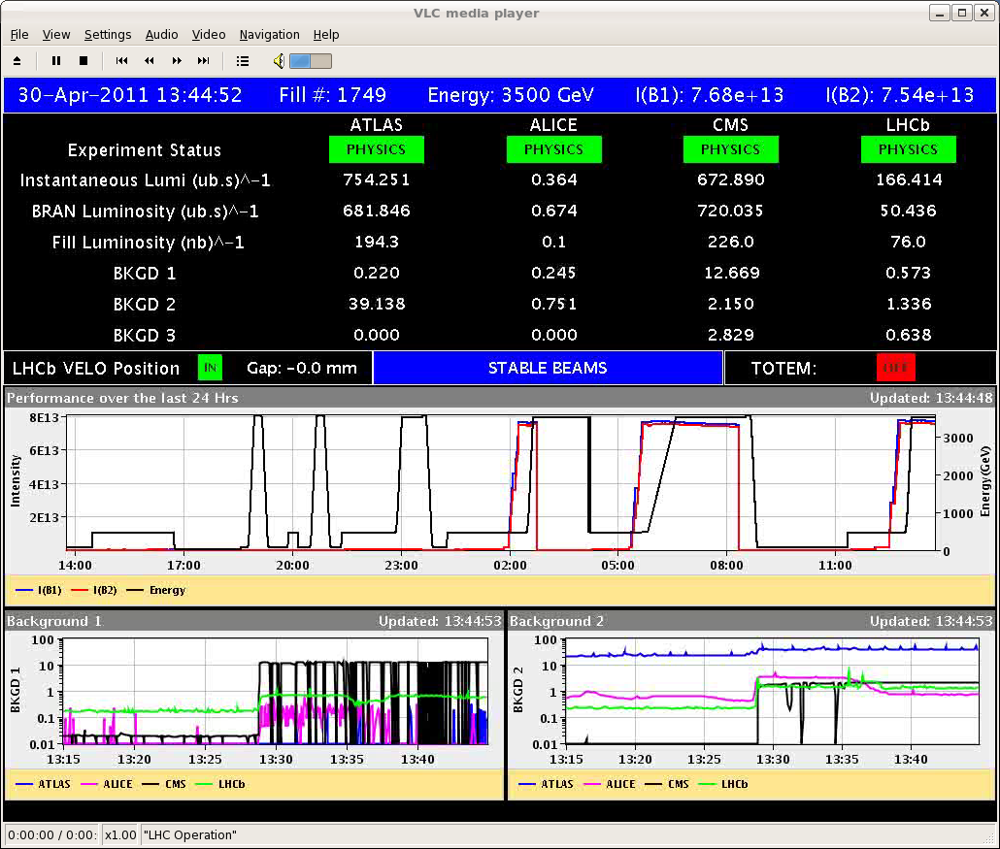 VLC media player
File View Settings Audio Video Navigation Help
30-Apr-2011 13:44:52 Fill #: 1749 Energy: 3500 GeV I(B1): 7.68e+13 I(B2): 7.54e+13
ATLAS ALICE CMS LHCb
Experiment Status PHYSICS PHYSICS PHYSICS PHYSICS
Instantaneous Lumi (ub.s)^-1 754.251 0.364 672.890 166.414
BRAN Luminosity (ub.s)^-1 681.846 0.674 720.035 50.436
Fill Luminosity (nb)^-1 194.3 0.1 226.0 76.0
BKGD 1 0.220 0.245 12.669 0.573
BKGD 2 39.138 0.751 2.150 1.336
BKGD 3 0.000 0.000 2.829 0.638
LHCb VELO Position IN Gap: -0.0 mm STABLE BEAMS TOTEM:
Performance over the last 24 Hrs Updated: 13:44:48
8E13
6E13
4E13
2E13
Intensity
3000
2000
1000
0
Energy(GeV)
14:00 17:00 20:00 23:00 02:00 05:00 08:00 11:00
I(B1) I(B2) Energy
Background 1 Updated: 13:44:53
100
10
1
0.1
0.01
BKGD 1
13:15 13:20 13:25 13:30 13:35 13:40
ATLAS ALICE CMS LHCb
Background 2 Updated: 13:44:53
100
10
1
0.1
0.01
BKGD 2
13:15 13:20 13:25 13:30 13:35 13:40
ATLAS ALICE CMS LHCb
0:00:00 / 0:00: x1.00 "LHC Operation"